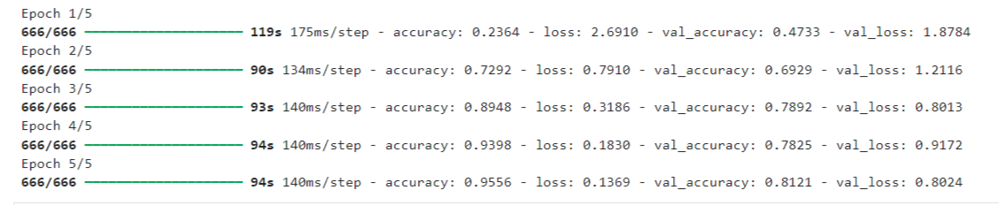 Epoch 1/5
666/666 ━━━━━━━━━━━━━━━━━━━━ 119s 175ms/step - accuracy: 0.2364 - loss: 2.6910 - val_accuracy: 0.4733 - val_loss: 1.8784
Epoch 2/5
666/666 ━━━━━━━━━━━━━━━━━━━━ 90s 134ms/step - accuracy: 0.7292 - loss: 0.7910 - val_accuracy: 0.6929 - val_loss: 1.2116
Epoch 3/5
666/666 ━━━━━━━━━━━━━━━━━━━━ 93s 140ms/step - accuracy: 0.8948 - loss: 0.3186 - val_accuracy: 0.7892 - val_loss: 0.8013
Epoch 4/5
666/666 ━━━━━━━━━━━━━━━━━━━━ 94s 140ms/step - accuracy: 0.9398 - loss: 0.1830 - val_accuracy: 0.7825 - val_loss: 0.9172
Epoch 5/5
666/666 ━━━━━━━━━━━━━━━━━━━━ 94s 140ms/step - accuracy: 0.9556 - loss: 0.1369 - val_accuracy: 0.8121 - val_loss: 0.8024